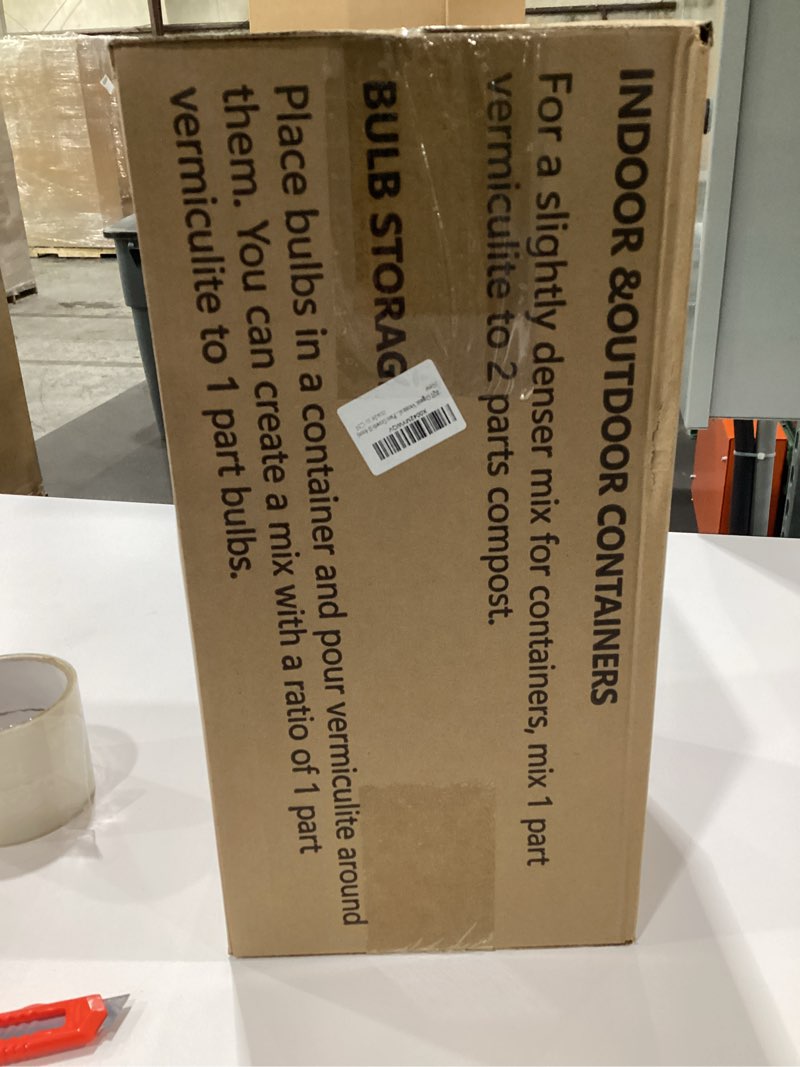 INDOOR &OUTDOOR CONTAINERS
For a slightly denser mix for containers, mix 1 part
vermiculite to 2 parts compost.
BULB STORAG
Place bulbs in a container and pour vermiculite around
them. You can create a mix with a ratio of 1 part
vermiculite to 1 part bulbs.